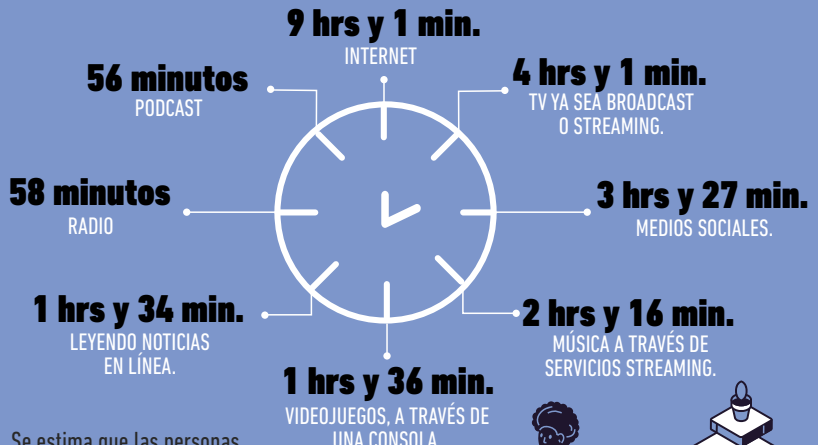 9 hrs y 1 min.
INTERNET
4 hrs y 1 min.
TV YA SEA BROADCAST
O STREAMING.
3 hrs y 27 min.
MEDIOS SOCIALES.
2 hrs y 16 min.
MÚSICA A TRAVÉS DE
SERVICIOS STREAMING.
1 hrs y 36 min.
VIDEOJUEGOS, A TRAVÉS DE
UNA CONSOLA
1 hrs y 34 min.
LEYENDO NOTICIAS
EN LÍNEA.
58 minutos
RADIO
56 minutos
PODCAST
Se estima que las personas